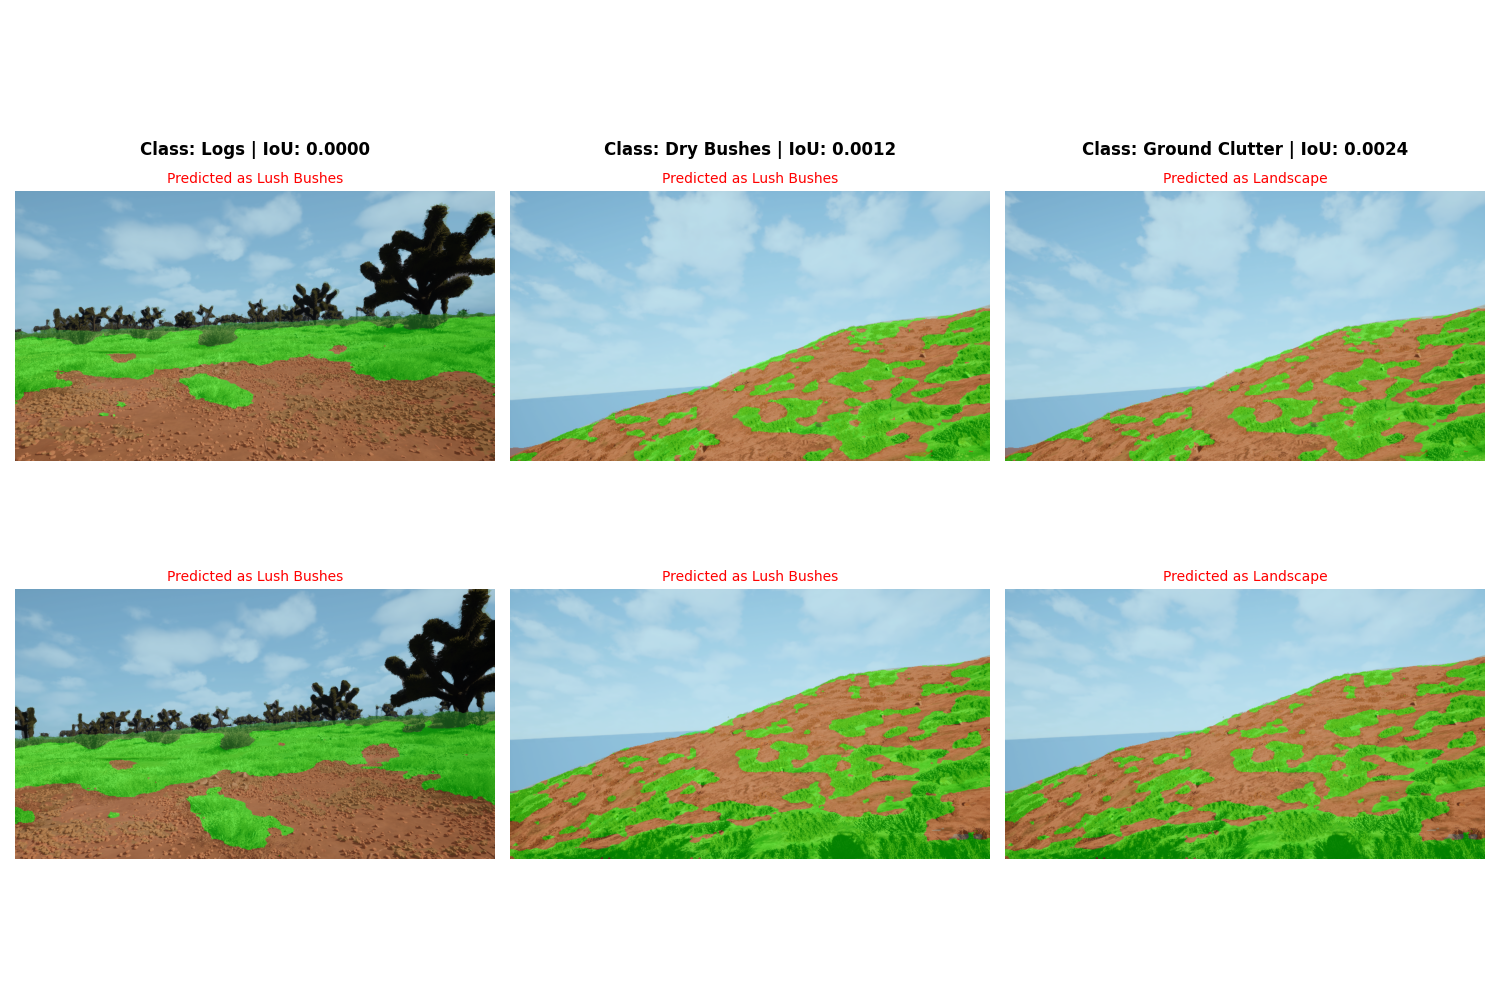 Class: Logs | IoU: 0.0000
Class: Dry Bushes | IoU: 0.0012
Class: Ground Clutter | IoU: 0.0024
Predicted as Lush Bushes
Predicted as Lush Bushes
Predicted as Landscape
Predicted as Lush Bushes
Predicted as Lush Bushes
Predicted as Landscape